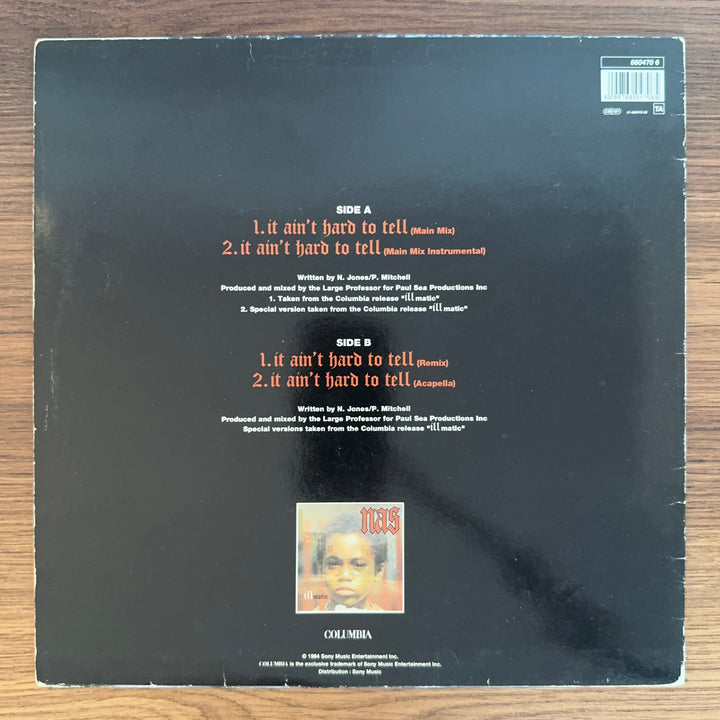 660470 6
TA
SIDE A
1. it ain't hard to tell (Main Mix)
2. it ain't hard to tell (Main Mix Instrumental)
Written by N. Jones/P. Mitchell
Produced and mixed by the Large Professor for Paul Sea Productions Inc
1. Taken from the Columbia release "illmatic"
2. Special version taken from the Columbia release "illmatic"
SIDE B
1. it ain't hard to tell (Remix)
2. it ain't hard to tell (Acapella)
Written by N. Jones/P. Mitchell
Produced and mixed by the Large Professor for Paul Sea Productions Inc
Special versions taken from the Columbia release "illmatic"
nas
illmatic
COLUMBIA
© 1994 Sony Music Entertainment Inc.
COLUMBIA is the exclusive trademark of Sony Music Entertainment Inc.
Distribution : Sony Music